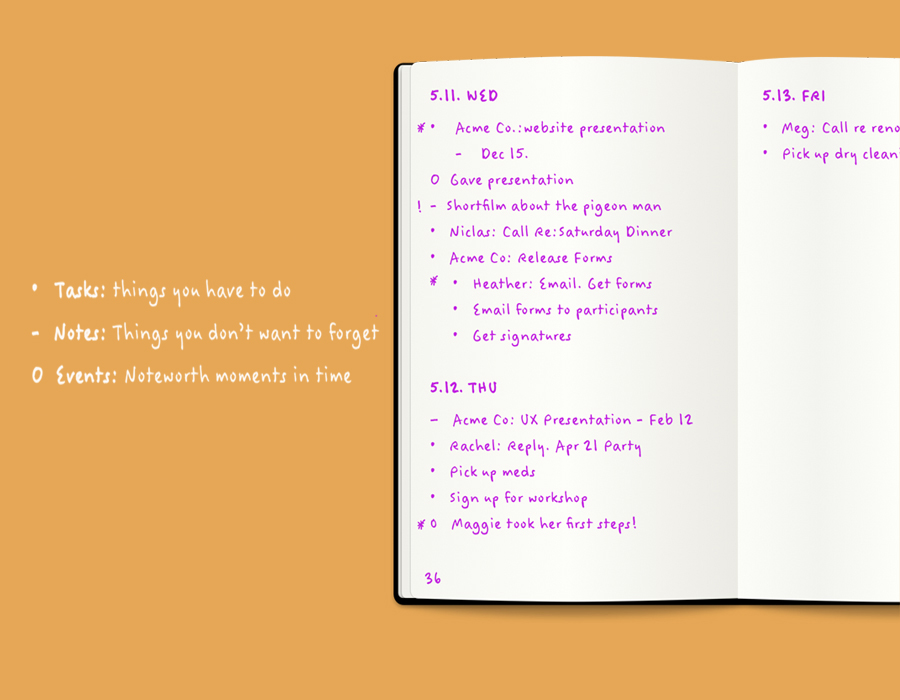 • Tasks: things you have to do
- Notes: Things you don't want to forget
O Events: Noteworth moments in time
5.11. WED
* • Acme Co.: website presentation
- Dec 15.
O Gave presentation
! - Shortfilm about the pigeon man
• Niclas: Call Re: Saturday Dinner
• Acme Co: Release Forms
* • Heather: Email. Get forms
• Email forms to participants
• Get signatures
5.12. THU
- Acme Co: UX Presentation - Feb 12
• Rachel: Reply. Apr 21 Party
• Pick up meds
• Sign up for workshop
* O Maggie took her first steps!
36
5.13. FRI
• Meg: Call re reno
• Pick up dry clean